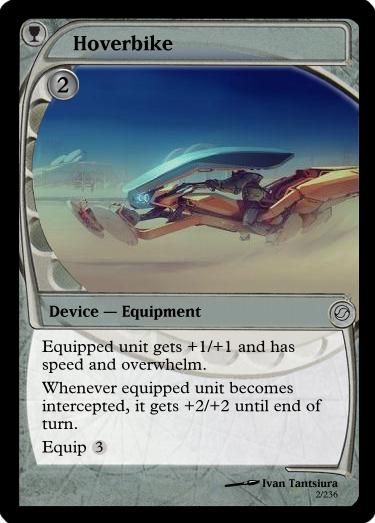 Hoverbike
2
Device — Equipment
Equipped unit gets +1/+1 and has
speed and overwhelm.
Whenever equipped unit becomes
intercepted, it gets +2/+2 until end of
turn.
Equip 3
Ivan Tantsiura
2/236